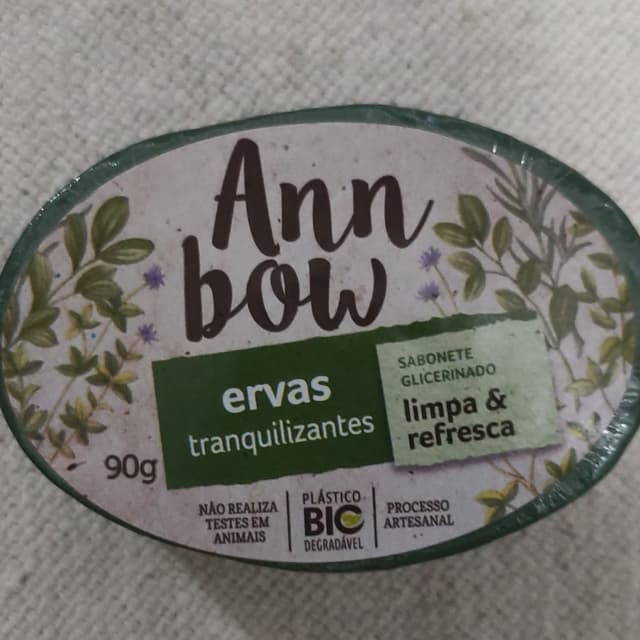 Ann
bow
ervas
tranquilizantes
SABONETE
GLICERINADO
limpa &
refresca
90g
NÃO REALIZA
TESTES EM
ANIMAIS
PLÁSTICO
BIO
DEGRADÁVEL
PROCESSO
ARTESANAL